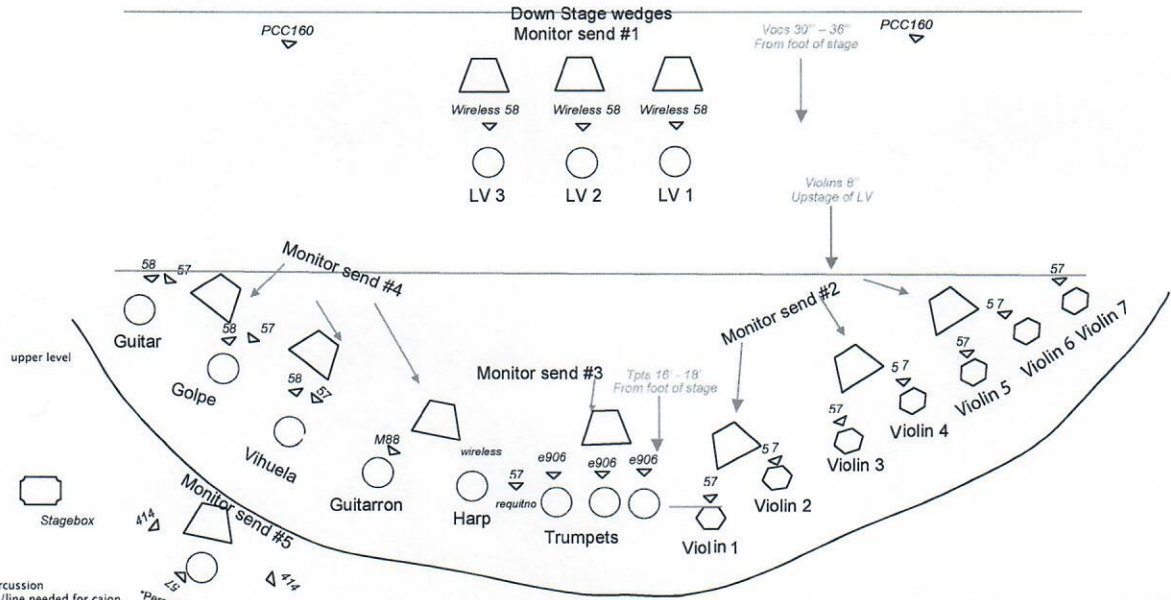 Down Stage wedges
Monitor send #1
PCC160
PCC160
Vocs 30" – 36"
From foot of stage
Wireless 58
Wireless 58
Wireless 58
LV 3
LV 2
LV 1
Violins 8"
Upstage of LV
58
57
Guitar
Monitor send #4
58
57
Golpe
58
57
Vihuela
upper level
Monitor send #3
Tpts 16' - 18'
From foot of stage
Monitor send #2
57
57
57
57
57
57
57
Violin 7
Violin 6
Violin 5
Violin 4
Violin 3
Violin 2
Violin 1
M88
Guitarron
wireless
Harp
57
requitno
e906
e906
e906
Trumpets
Stagebox
Monitor send #5
414
57
414
rcussion
/line needed for cajon